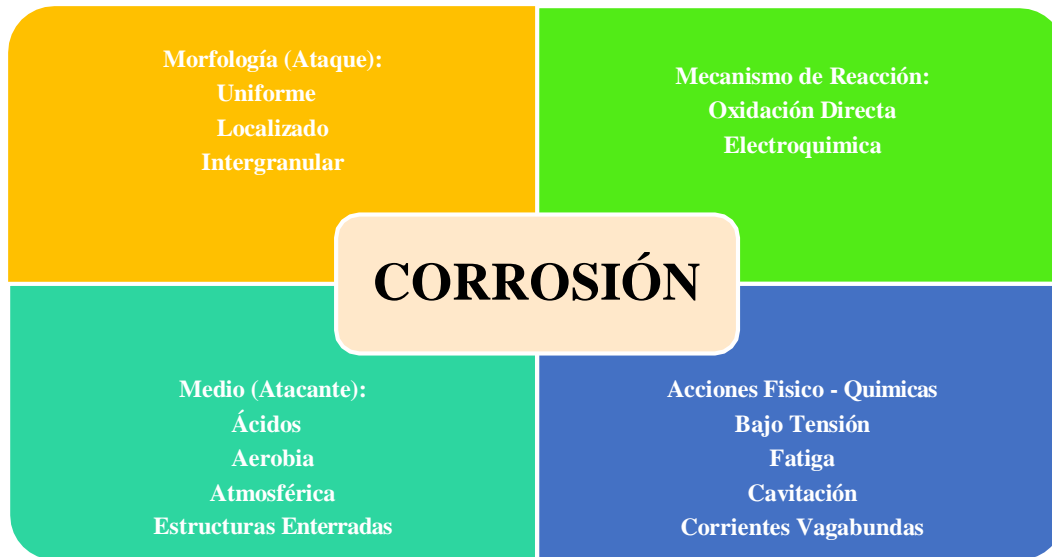 Morfología (Ataque):
Uniforme
Localizado
Intergranular
Mecanismo de Reacción:
Oxidación Directa
Electroquimica
CORROSIÓN
Medio (Atacante):
Ácidos
Aerobia
Atmosférica
Estructuras Enterradas
Acciones Fisico - Quimicas
Bajo Tensión
Fatiga
Cavitación
Corrientes Vagabundas